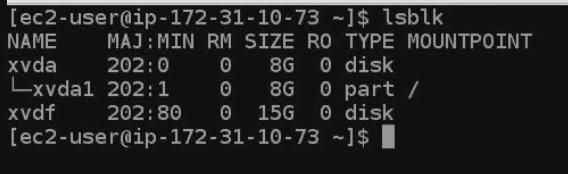 [ec2-user@ip-172-31-10-73 ~]$ lsblk
NAME    MAJ:MIN RM SIZE RO TYPE MOUNTPOINT
xvda    202:0    0   8G  0 disk
└─xvda1 202:1    0   8G  0 part /
xvdf    202:80   0  15G  0 disk
[ec2-user@ip-172-31-10-73 ~]$